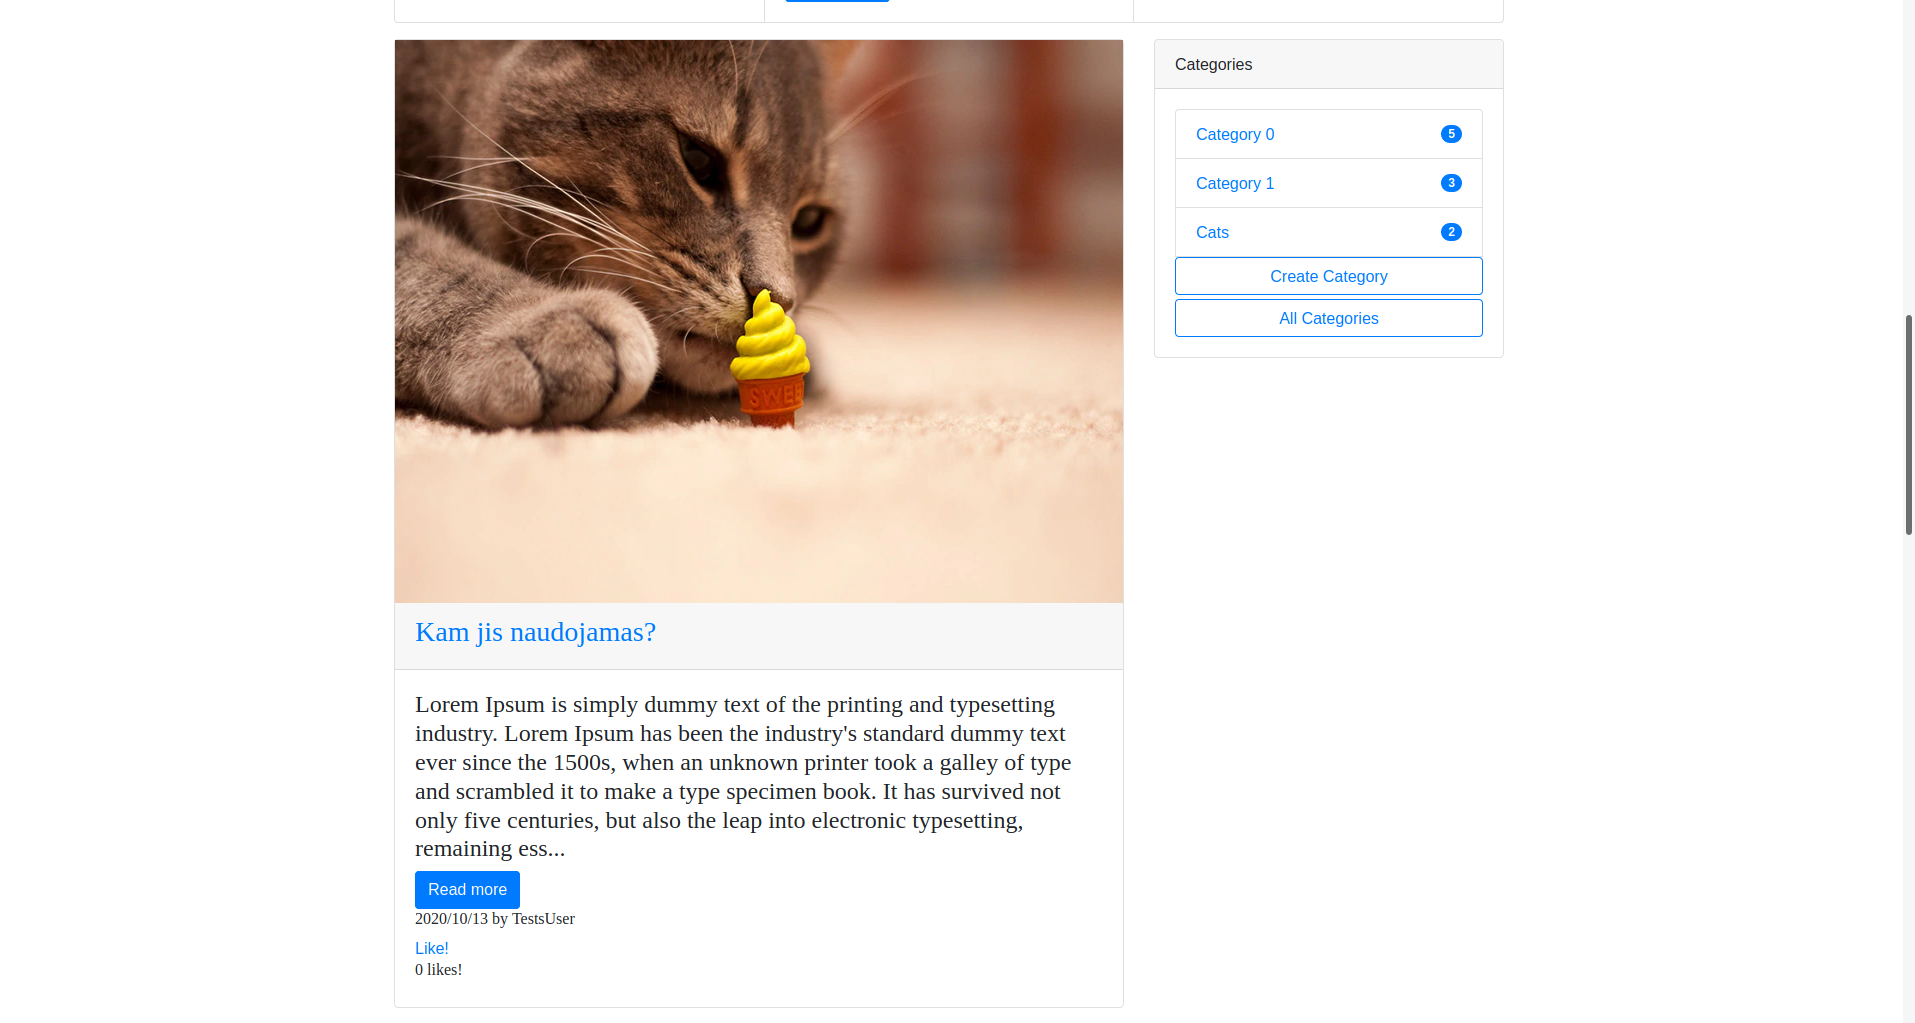 Categories
Category 0 5
Category 1 3
Cats 2
Create Category
All Categories
SWEE
Kam jis naudojamas?
Lorem Ipsum is simply dummy text of the printing and typesetting
industry. Lorem Ipsum has been the industry's standard dummy text
ever since the 1500s, when an unknown printer took a galley of type
and scrambled it to make a type specimen book. It has survived not
only five centuries, but also the leap into electronic typesetting,
remaining ess...
Read more
2020/10/13 by TestsUser
Like!
0 likes!